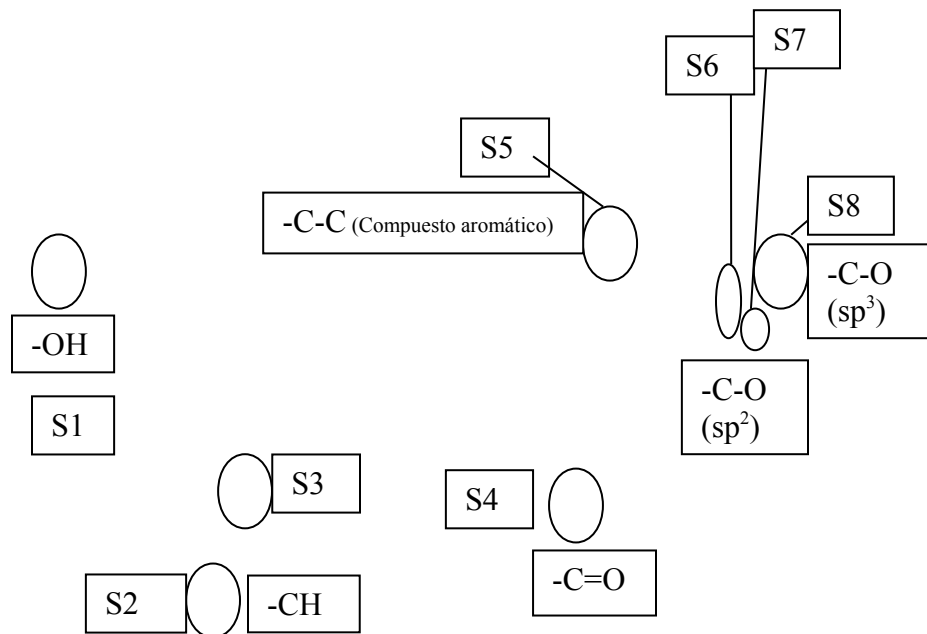 S7
S6
S5
-C-C (Compuesto aromático)
S8
-C-O
(sp³)
-OH
-C-O
(sp²)
S1
S3
S4
-C=O
S2
-CH